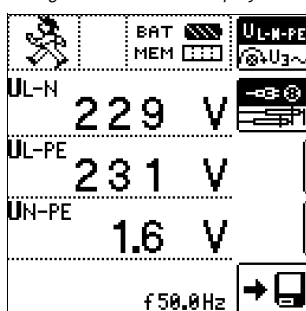 BAT
UL-N-PE
MEM
U3~
UL-N
229 V
UL-PE
231 V
UN-PE
1.6 V
f50.0Hz